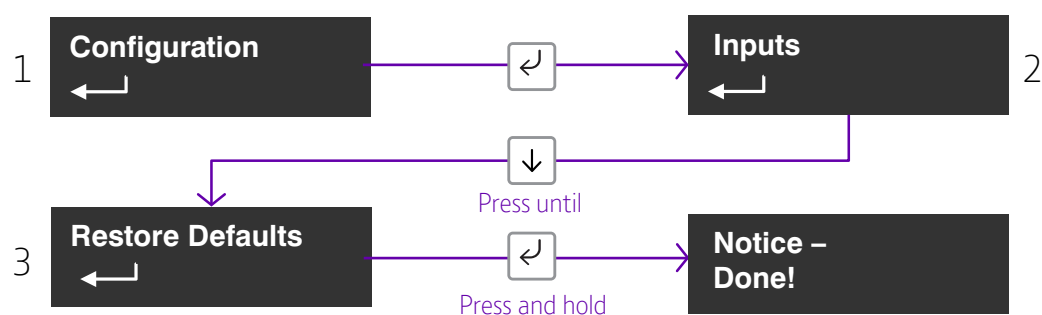 1
Configuration
Inputs
2
Press until
3
Restore Defaults
Press and hold
Notice –
Done!